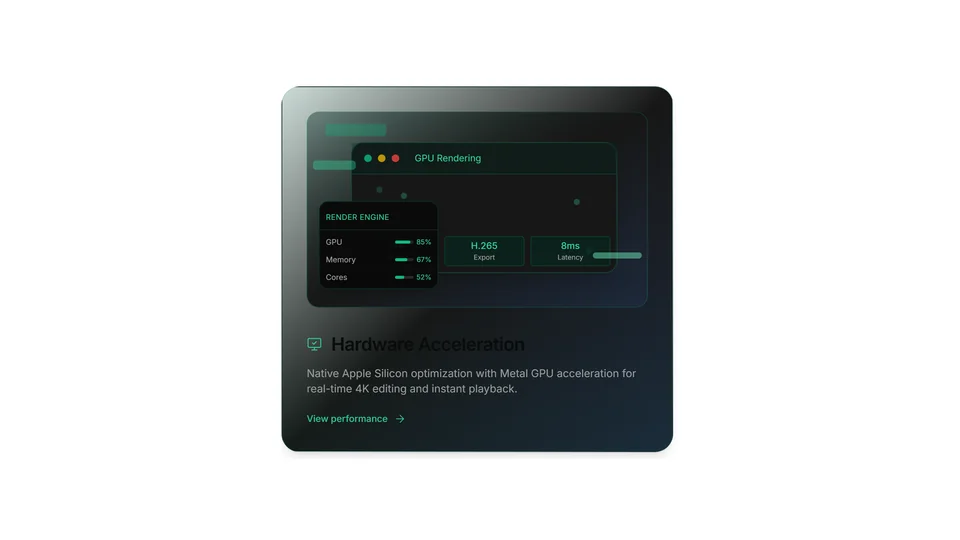 GPU Rendering
RENDER ENGINE
GPU 85%
Memory 67%
Cores 52%
H.265
Export
8ms
Latency
Hardware Acceleration
Native Apple Silicon optimization with Metal GPU acceleration for
real-time 4K editing and instant playback.
View performance